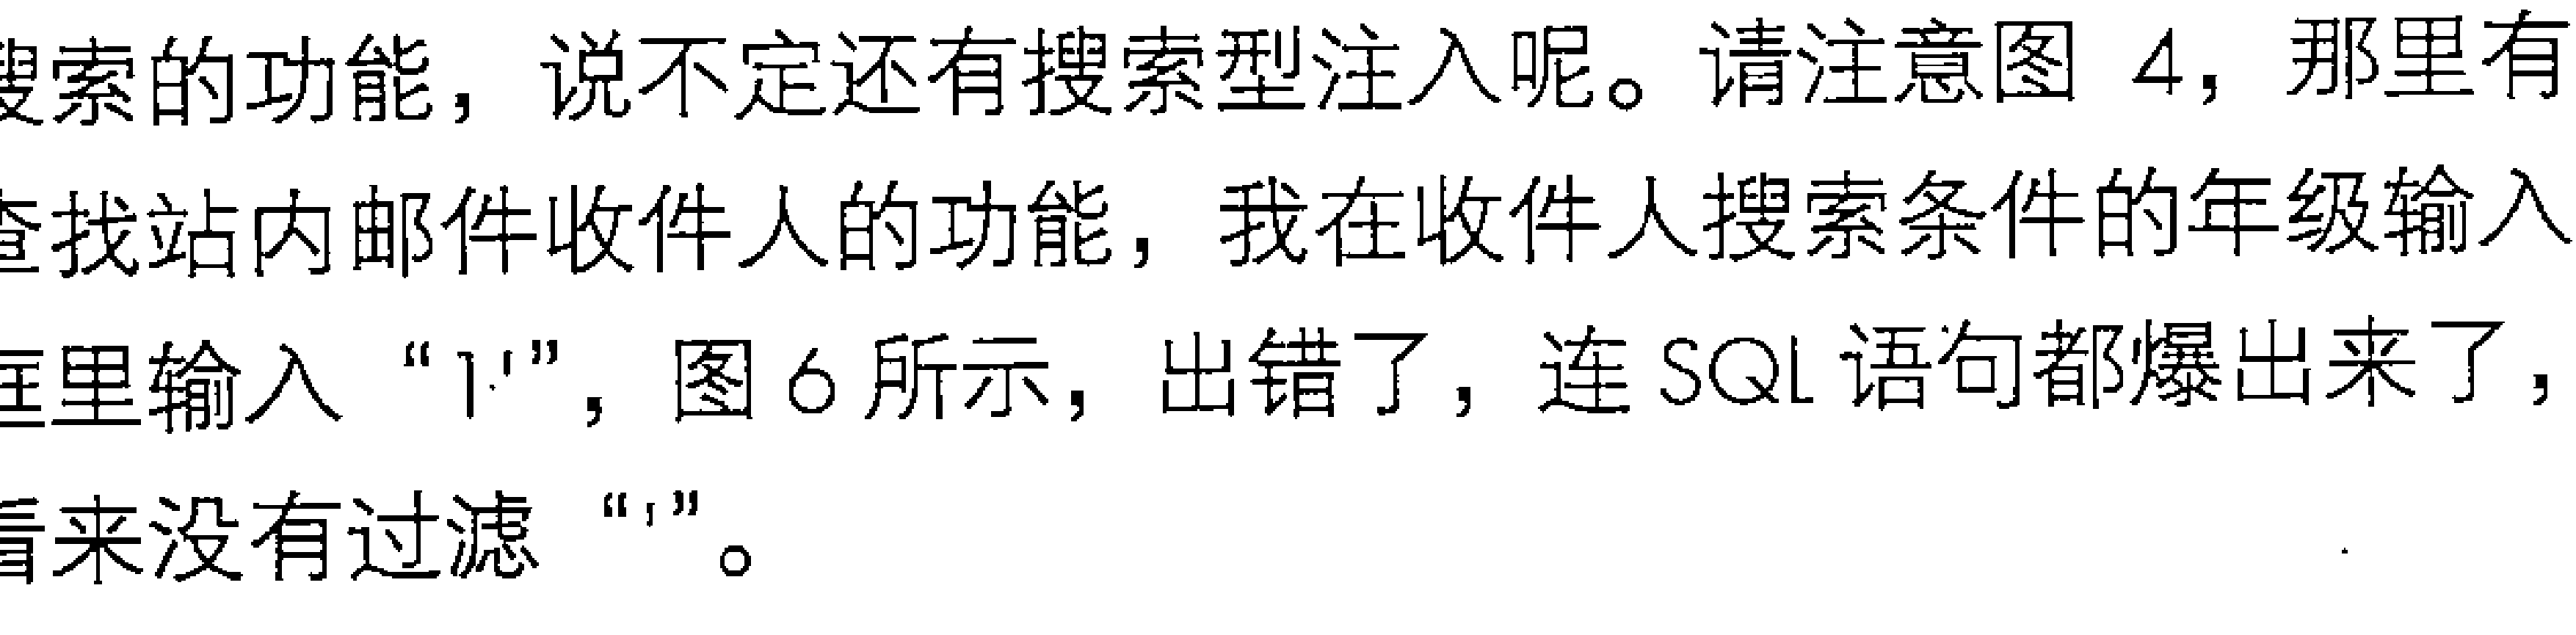 搜索的功能，说不定还有搜索型注入呢。请注意图 4，那里有
查找站内邮件收件人的功能，我在收件人搜索条件的年级输入
框里输入“1'”，图 6 所示，出错了，连 SQL 语句都爆出来了，
看来没有过滤“'”。